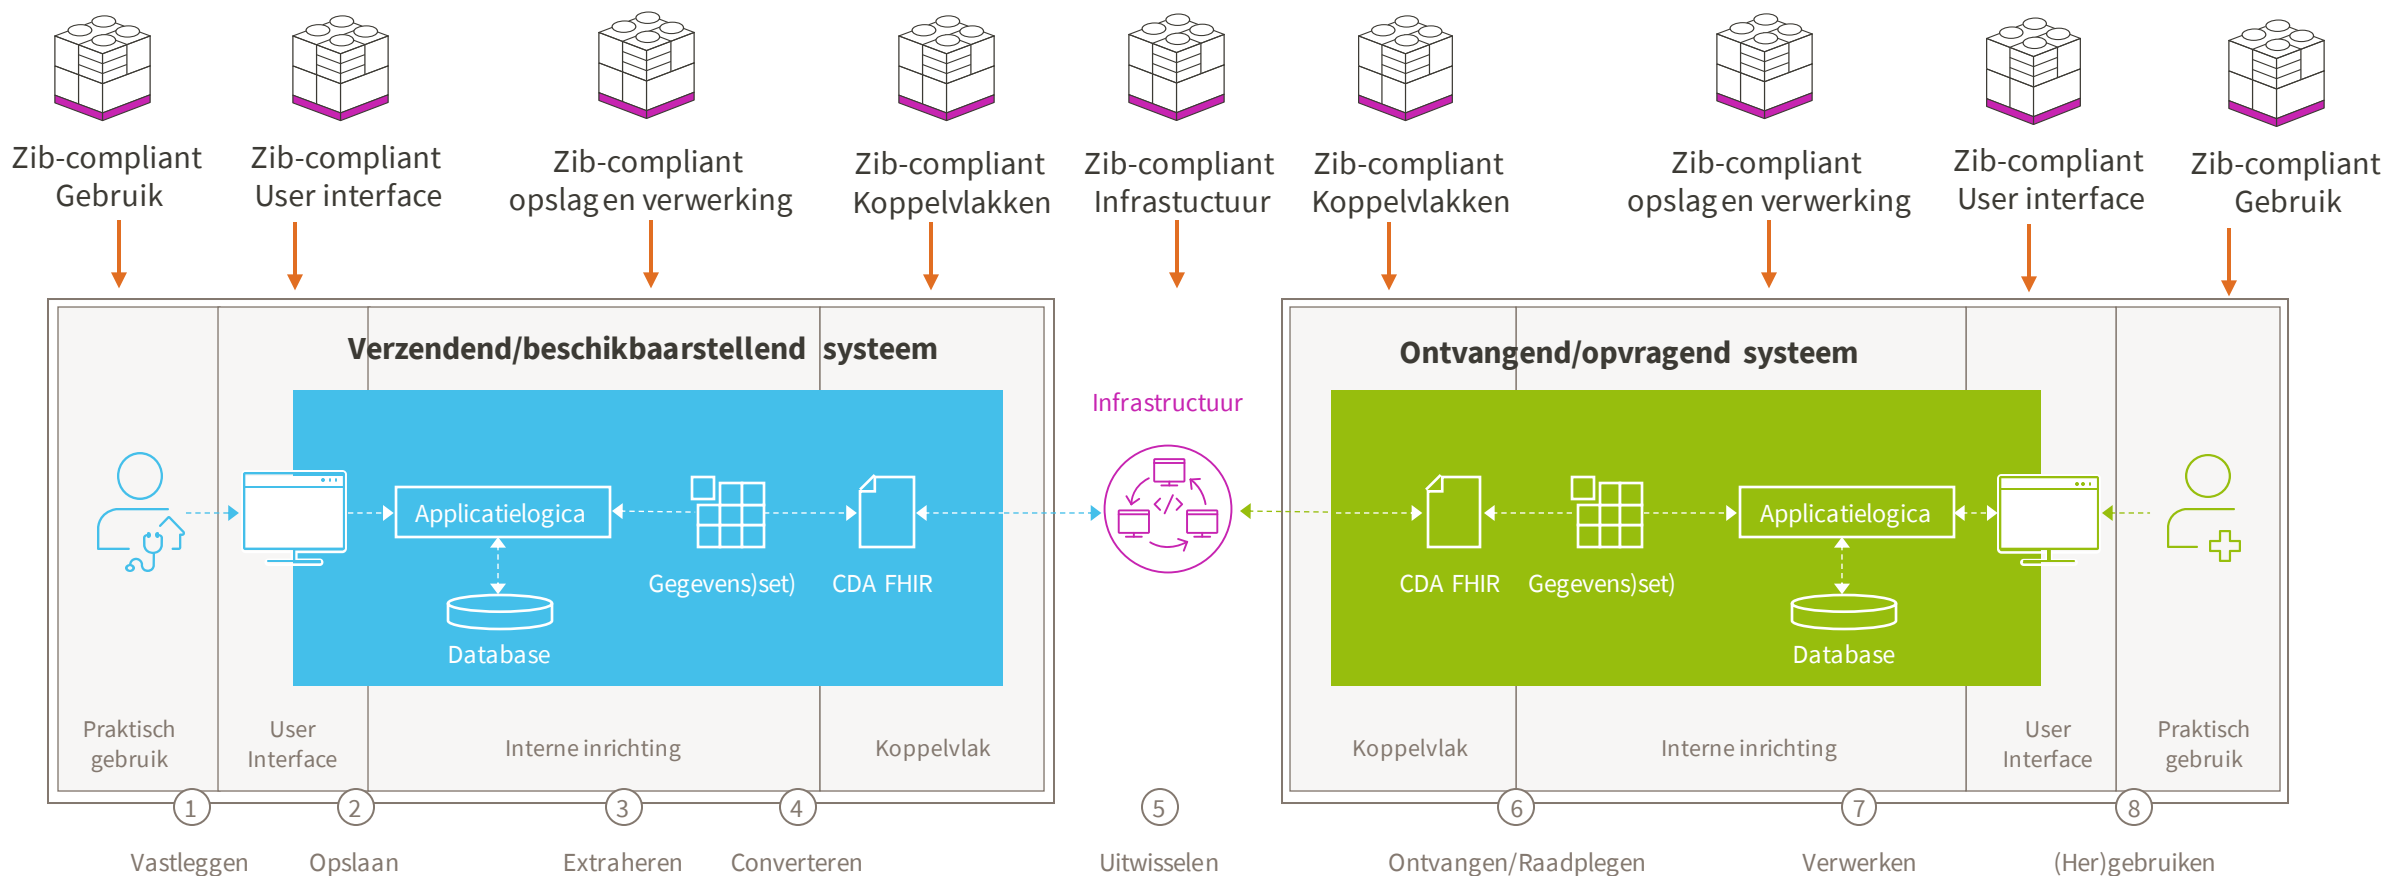 Zib-compliant
Gebruik
Zib-compliant
User interface
Zib-compliant
opslag en verwerking
Zib-compliant
Koppelvlakken
Zib-compliant
Infrastuctuur
Zib-compliant
Koppelvlakken
Zib-compliant
opslag en verwerking
Zib-compliant
User interface
Zib-compliant
Gebruik
Verzendend/beschikbaarstellend systeem
Applicatielogica
Database
Gegevens)set)
CDA FHIR
Praktisch
gebruik
User
Interface
Interne inrichting
Koppelvlak
Infrastructuur
</>
Ontvangend/opvragend systeem
CDA FHIR
Gegevens)set)
Applicatielogica
Database
Koppelvlak
Interne inrichting
User
Interface
Praktisch
gebruik
1
2
3
4
5
6
7
8
Vastleggen
Opslaan
Extraheren
Converteren
Uitwisselen
Ontvangen/Raadplegen
Verwerken
(Her)gebruiken